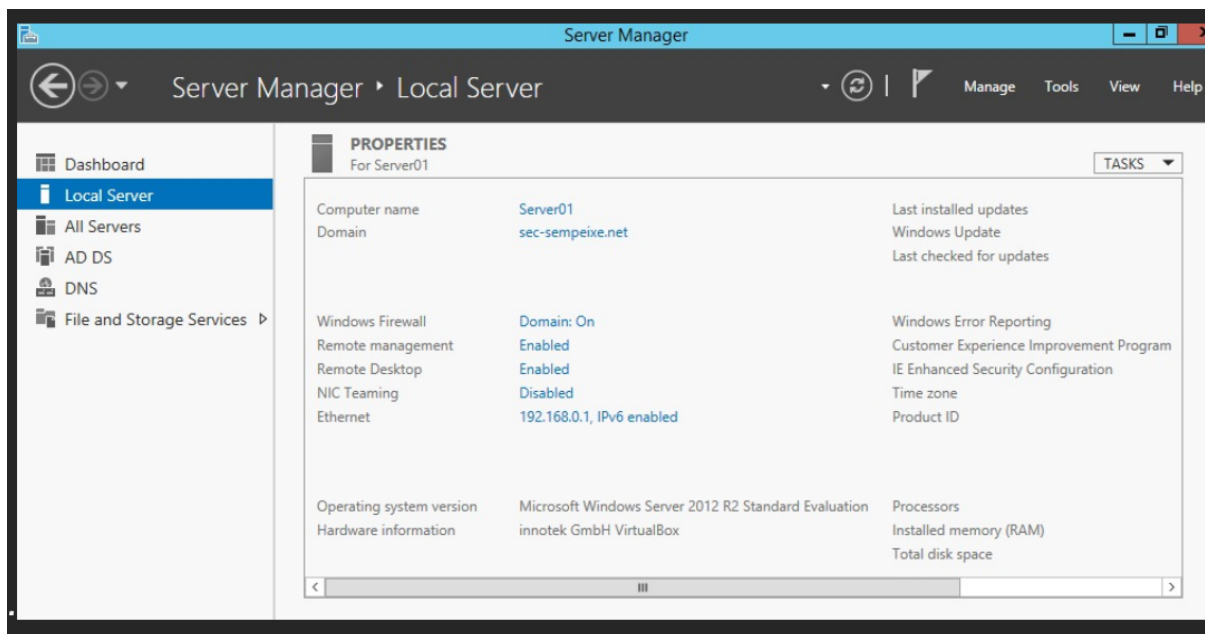 Server Manager
Server Manager ‣ Local Server
Manage Tools View Help
Dashboard
Local Server
All Servers
AD DS
DNS
File and Storage Services
PROPERTIES
For Server01
TASKS
Computer name Server01 Last installed updates
Domain sec-sempeixe.net Windows Update
Last checked for updates
Windows Firewall Domain: On Windows Error Reporting
Remote management Enabled Customer Experience Improvement Program
Remote Desktop Enabled IE Enhanced Security Configuration
NIC Teaming Disabled Time zone
Ethernet 192.168.0.1, IPv6 enabled Product ID
Operating system version Microsoft Windows Server 2012 R2 Standard Evaluation Processors
Hardware information innotek GmbH VirtualBox Installed memory (RAM)
Total disk space